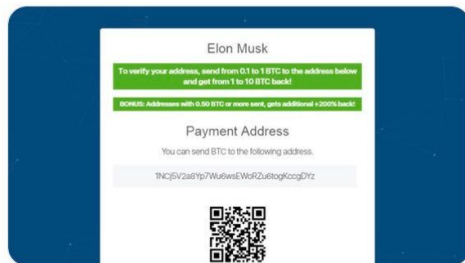 Elon Musk
To verify your address, send from 0.1 to 1 BTC to the address below
and get from 1 to 10 BTC back!
BONUS: Addresses with 0.50 BTC or more sent, gets additional +200% back!
Payment Address
You can send BTC to the following address.
1NCj5V2a8Yp7Wu6wsEWoRZu6togKccgDYz